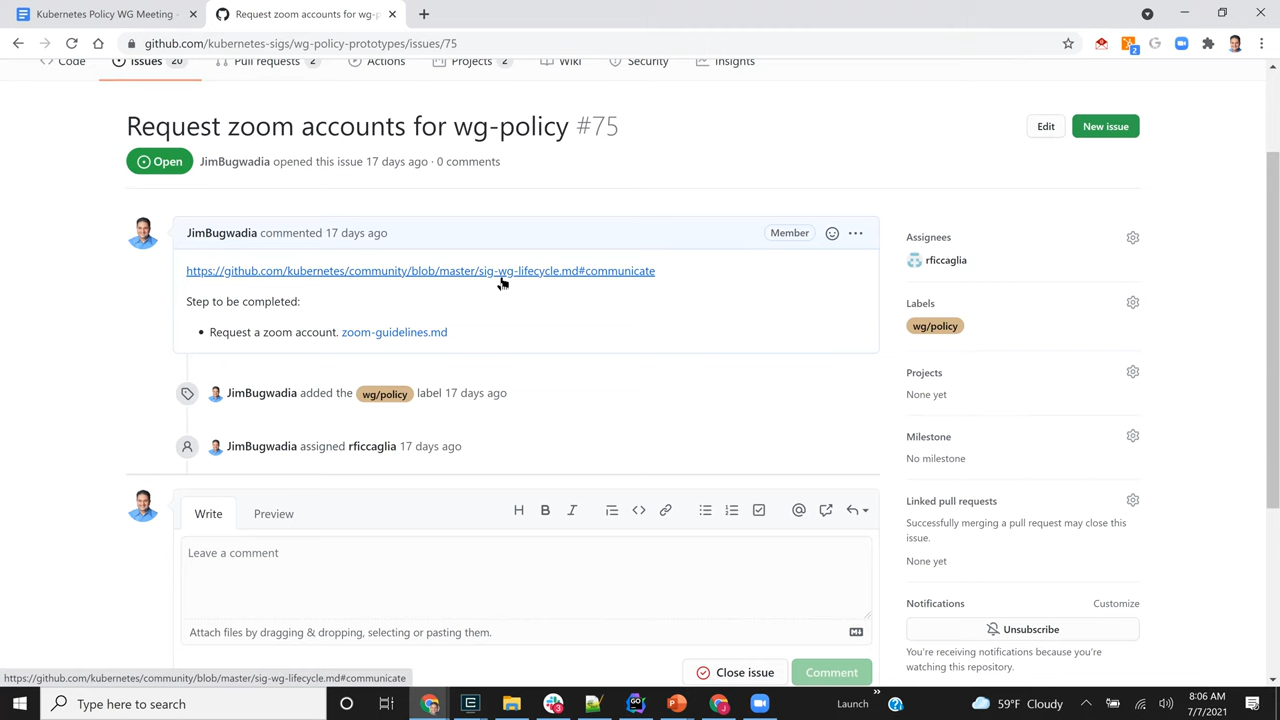 Kubernetes Policy WG Meeting -
Request zoom accounts for wg-p
github.com/kubernetes-sigs/wg-policy-prototypes/issues/75
2
Code
Issues 20
Pull requests 2
Actions
Projects 2
Wiki
Security
Insights
Request zoom accounts for wg-policy #75
Edit
New issue
Open
JimBugwadia opened this issue 17 days ago · 0 comments
JimBugwadia commented 17 days ago
Member
https://github.com/kubernetes/community/blob/master/sig-wg-lifecycle.md#communicate
Step to be completed:
• Request a zoom account. zoom-guidelines.md
JimBugwadia added the wg/policy label 17 days ago
JimBugwadia assigned rficcaglia 17 days ago
Write
Preview
Leave a comment
Attach files by dragging & dropping, selecting or pasting them.
Close issue
Comment
Assignees
rficcaglia
Labels
wg/policy
Projects
None yet
Milestone
No milestone
Linked pull requests
Successfully merging a pull request may close this
issue.
None yet
Notifications
Customize
Unsubscribe
You're receiving notifications because you're
watching this repository.
https://github.com/kubernetes/community/blob/master/sig-wg-lifecycle.md#communicate
Type here to search
Launch
59°F Cloudy
8:06 AM
7/7/2021